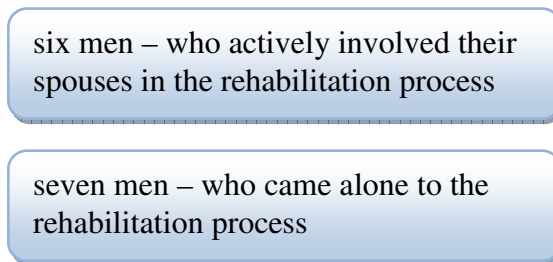 six men – who actively involved their
spouses in the rehabilitation process
seven men – who came alone to the
rehabilitation process